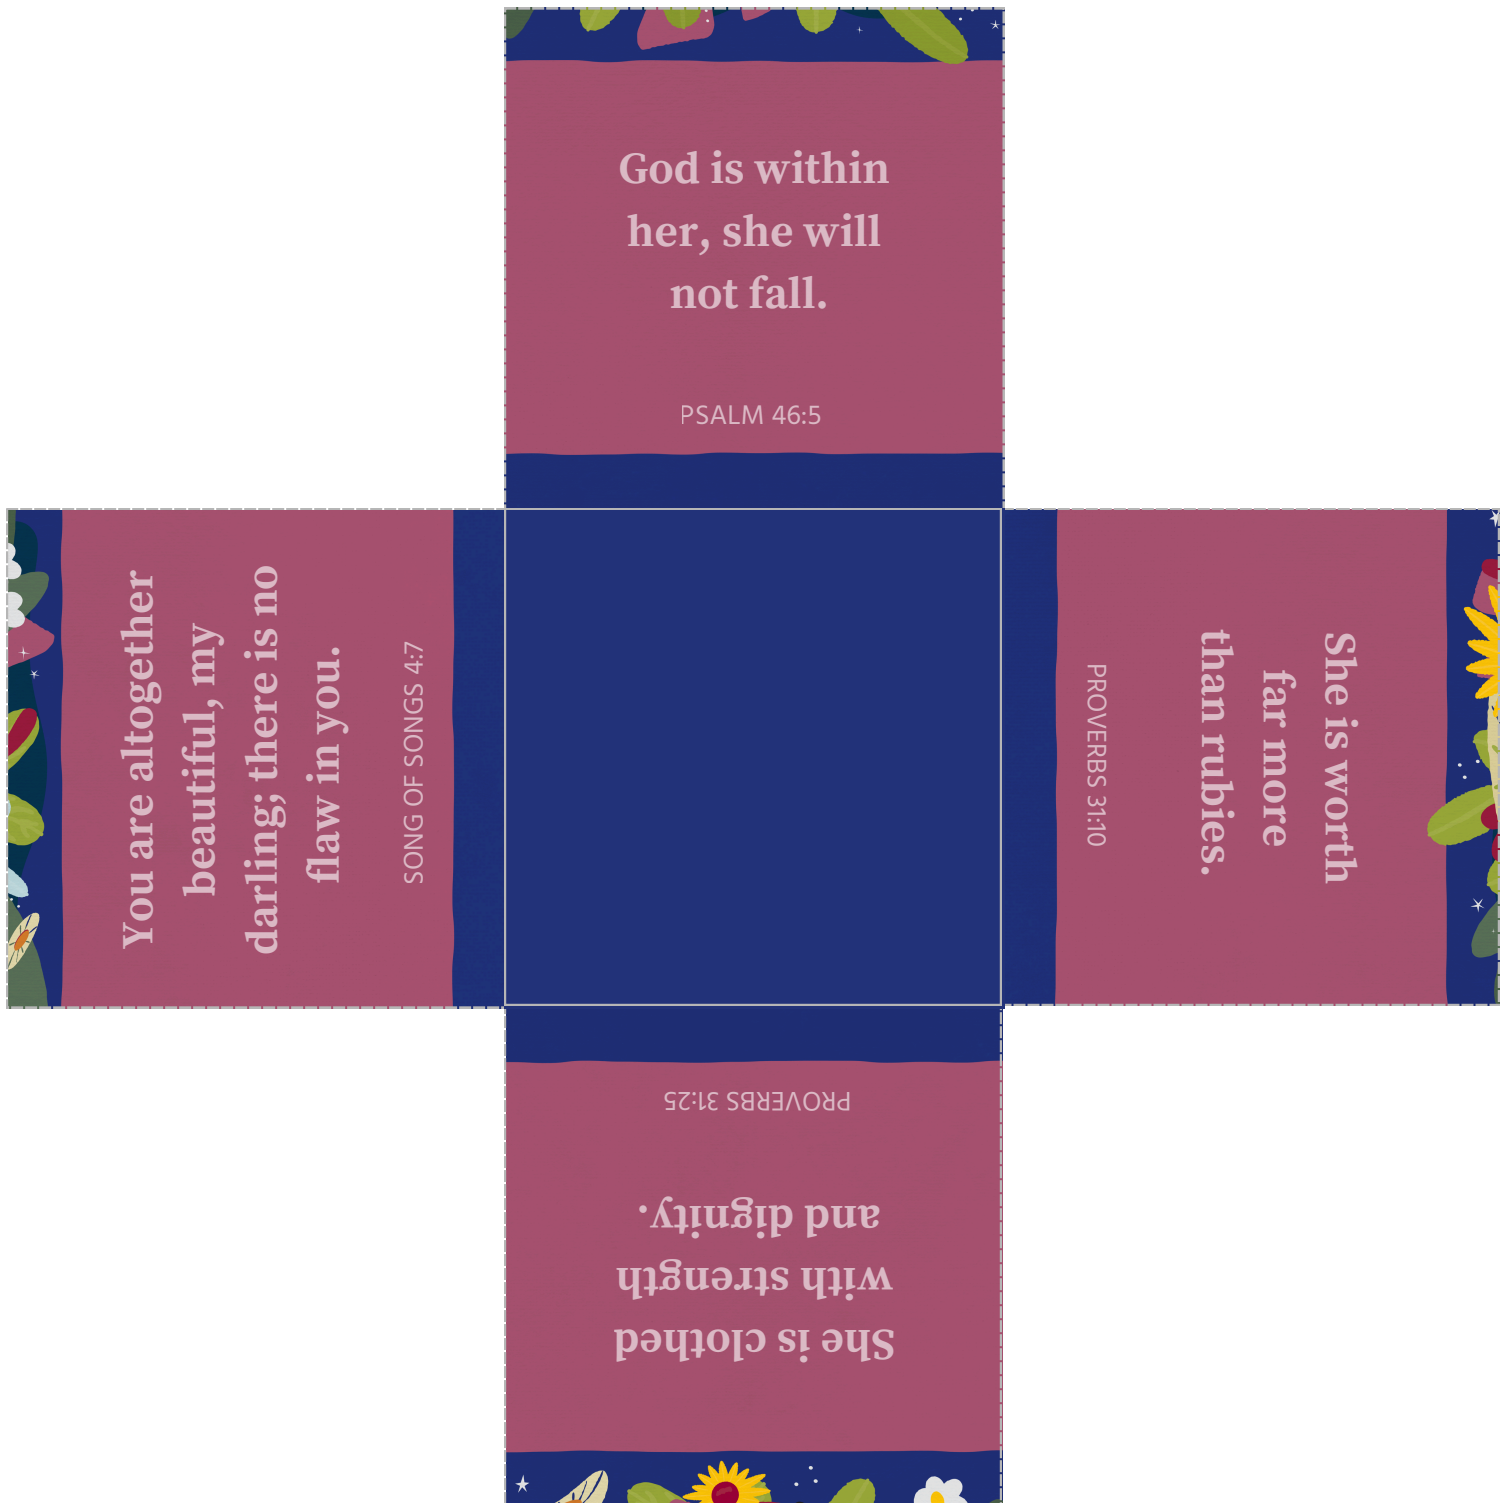 God is within
her, she will
not fall.
PSALM 46:5
You are altogether
beautiful, my
darling; there is no
flaw in you.
SONG OF SONGS 4:7
She is worth
far more
than rubies.
PROVERBS 31:10
She is clothed
with strength
and dignity.
PROVERBS 31:25